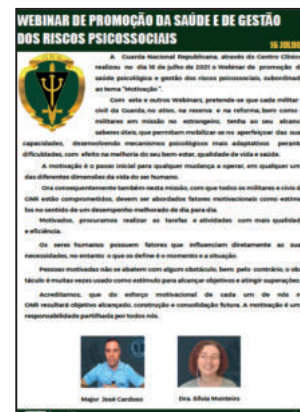 WEBINAR DE PROMOÇÃO DA SAÚDE E DE GESTÃO
DOS RISCOS PSICOSSOCIAIS
16 JULHO
A Guarda Nacional Republicana, através do Centro Clínico
realizou no dia 16 de julho de 2021 o Webinar de promoção da
saúde psicológica e gestão dos riscos psicossociais, subordinado
ao tema "Motivação".
Com este e outros Webinars, pretende-se que cada militar
civil da Guarda, no ativo, na reserva e na reforma, bem como
militares em missão no estrangeiro, tenha ao seu alcance
saberes úteis, que permitam mobilizar-se no aperfeiçoar das sua
capacidades, desenvolvendo mecanismos psicológicos mais adaptativos perante
dificuldades, com efeito na melhoria do seu bem-estar, qualidade de vida e saúde.
A motivação é o passo inicial para qualquer mudança a operar, em qualquer um
das diferentes dimensões da vida do ser humano.
Ora consequentemente também nesta missão, com que todos os militares e civis d
GNR estão comprometidos, devem ser abordados fatores motivacionais como estímu
los no sentido de um desempenho melhorado de dia para dia.
Motivados, procuramos realizar as tarefas e atividades com mais qualidad
e eficiência.
Os seres humanos possuem fatores que influenciam diretamente as sua
necessidades, no entanto o que os define é o momento e a situação.
Pessoas motivadas não se abatem com algum obstáculo, bem pelo contrário, o obs
táculo é muitas vezes usado como estímulo para alcançar objetivos e atingir superações.
Acreditamos, que do esforço motivacional de cada um de nós n
GNR resultará objetivo alcançado, construção e consolidação futura. A motivação é um
responsabilidade partilhada por todos nós.
Major José Cardoso
Dra. Sílvia Monteiro